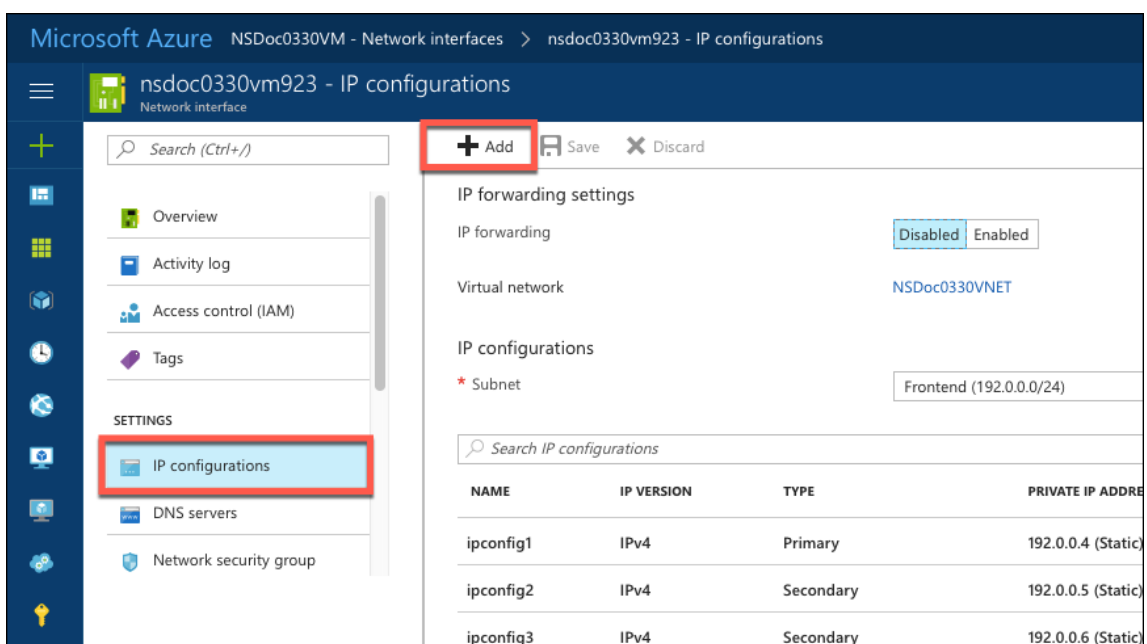 Microsoft Azure NSDoc0330VM - Network interfaces > nsdoc0330vm923 - IP configurations
nsdoc0330vm923 - IP configurations
Network interface
Search (Ctrl+/)
Overview
Activity log
Access control (IAM)
Tags
SETTINGS
IP configurations
DNS servers
Network security group
Add Save Discard
IP forwarding settings
IP forwarding Disabled Enabled
Virtual network NSDoc0330VNET
IP configurations
* Subnet Frontend (192.0.0.0/24)
Search IP configurations
NAME IP VERSION TYPE PRIVATE IP ADDRE
ipconfig1 IPv4 Primary 192.0.0.4 (Static)
ipconfig2 IPv4 Secondary 192.0.0.5 (Static)
ipconfig3 IPv4 Secondary 192.0.0.6 (Static)